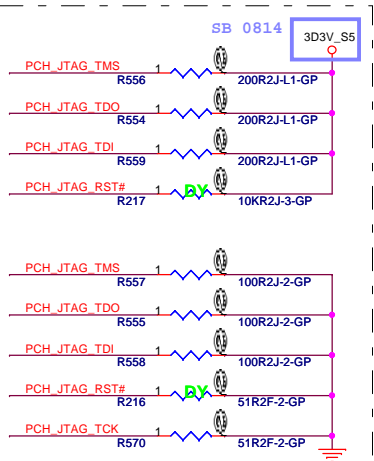 SB 0814
3D3V_S5
PCH_JTAG_TMS 1
R556 200R2J-L1-GP
PCH_JTAG_TDO 1
R554 200R2J-L1-GP
PCH_JTAG_TDI 1
R559 200R2J-L1-GP
PCH_JTAG_RST# 1 DY
R217 10KR2J-3-GP
PCH_JTAG_TMS 1
R557 100R2J-2-GP
PCH_JTAG_TDO 1
R555 100R2J-2-GP
PCH_JTAG_TDI 1
R558 100R2J-2-GP
PCH_JTAG_RST# 1 DY
R216 51R2F-2-GP
PCH_JTAG_TCK 1
R570 51R2F-2-GP